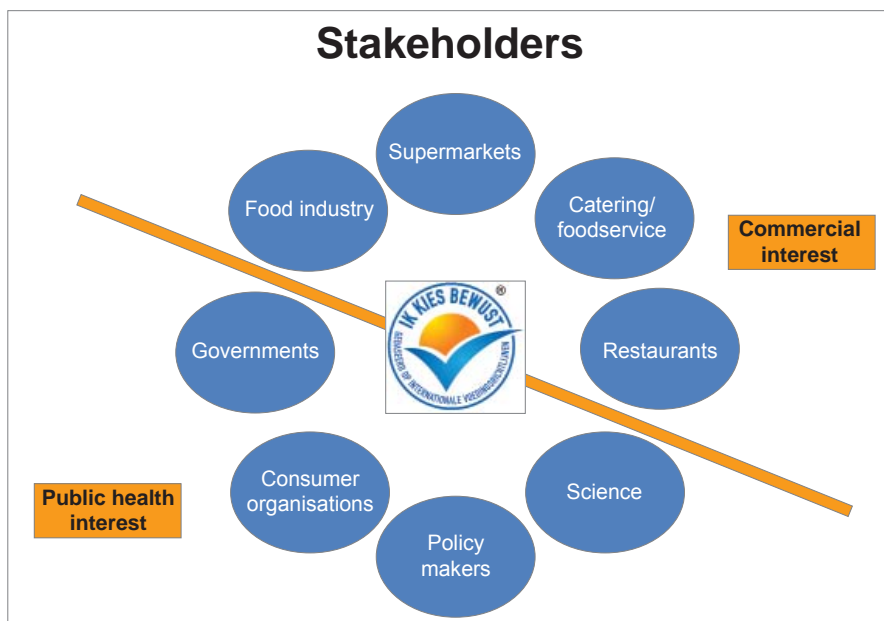 Stakeholders
Supermarkets
Food industry
Catering/
foodservice
Commercial
interest
IK KIES BEWUST
®
GEBASEERD OP INTERNATIONALE VOEDINGSRICHTLIJNEN
Governments
Restaurants
Consumer
organisations
Science
Public health
interest
Policy
makers